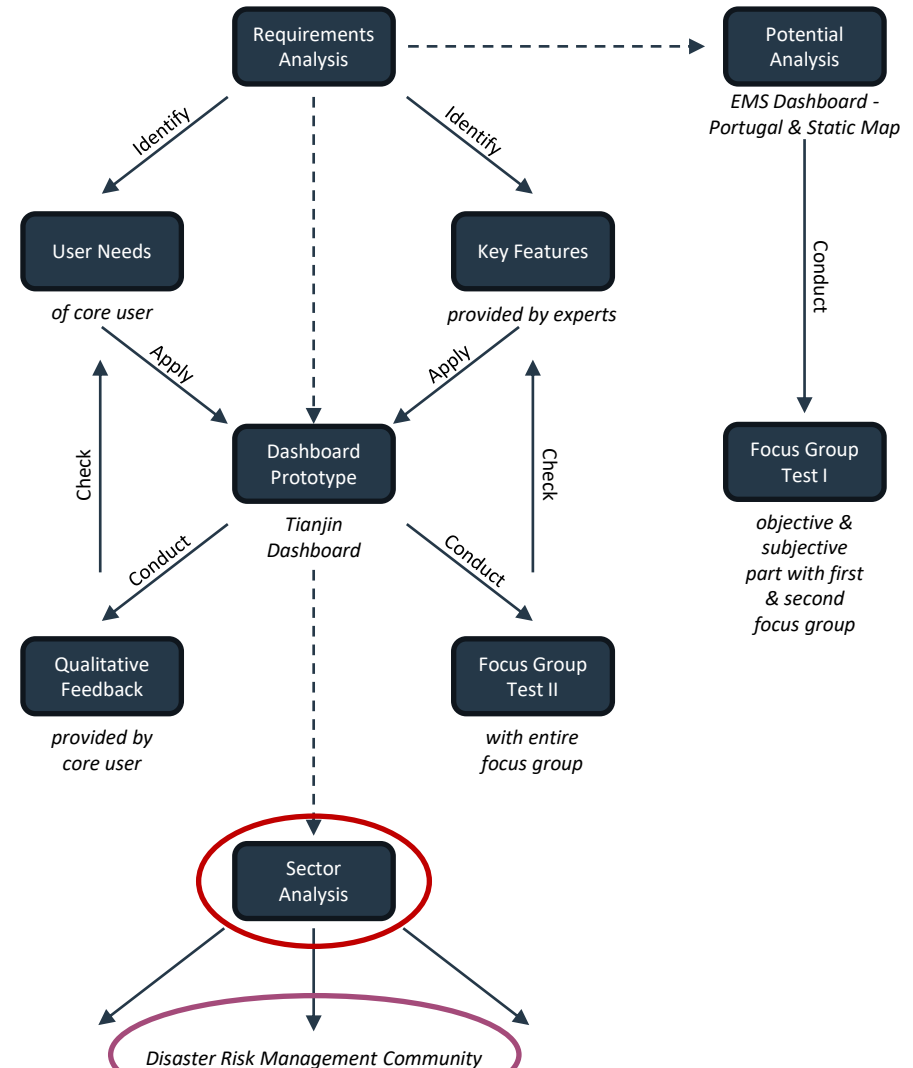 Requirements
Analysis
Potential
Analysis
EMS Dashboard -
Portugal & Static Map
Identify
Identify
User Needs
of core user
Key Features
provided by experts
Conduct
Apply
Apply
Check
Check
Dashboard
Prototype
Tianjin
Dashboard
Focus Group
Test I
objective &
subjective
part with first
& second
focus group
Conduct
Conduct
Qualitative
Feedback
provided by
core user
Focus Group
Test II
with entire
focus group
Sector
Analysis
Disaster Risk Management Community